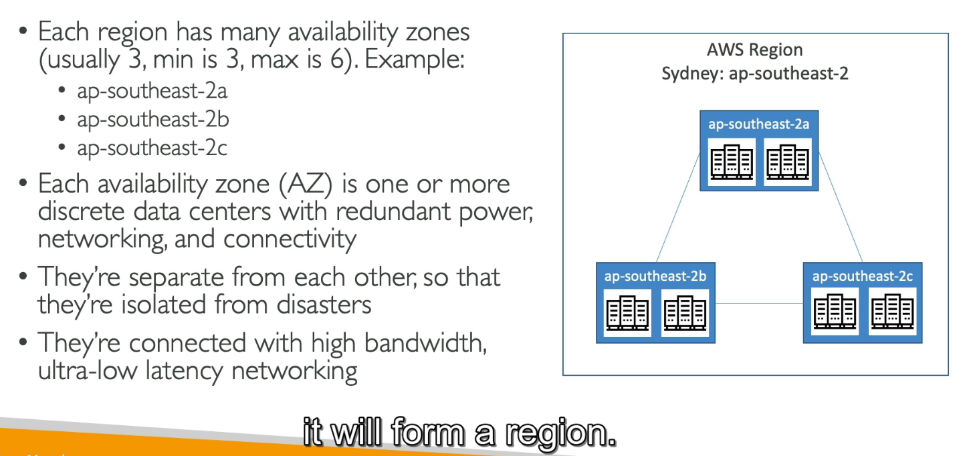 • Each region has many availability zones
(usually 3, min is 3, max is 6). Example:
• ap-southeast-2a
• ap-southeast-2b
• ap-southeast-2c
• Each availability zone (AZ) is one or more
discrete data centers with redundant power,
networking, and connectivity
• They're separate from each other, so that
they're isolated from disasters
• They're connected with high bandwidth,
ultra-low latency networking
AWS Region
Sydney: ap-southeast-2
ap-southeast-2a
ap-southeast-2b
ap-southeast-2c
it will form a region.